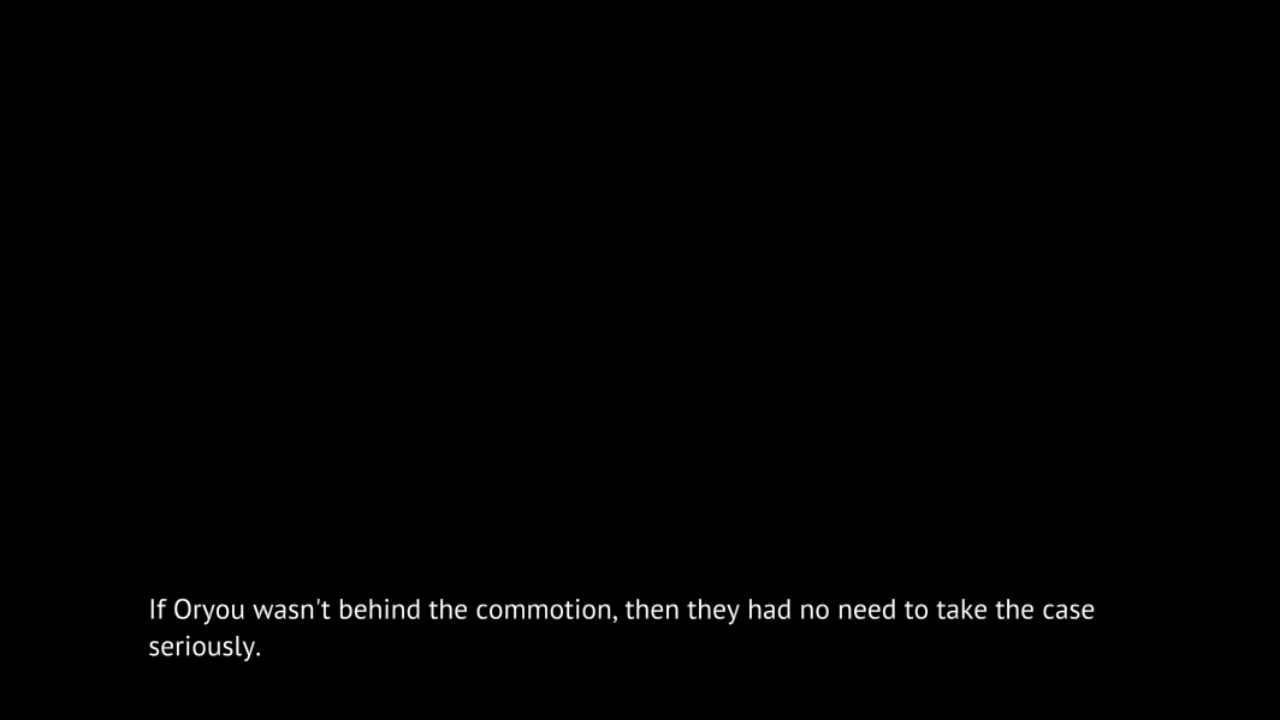 If Oryou wasn't behind the commotion, then they had no need to take the case
seriously.